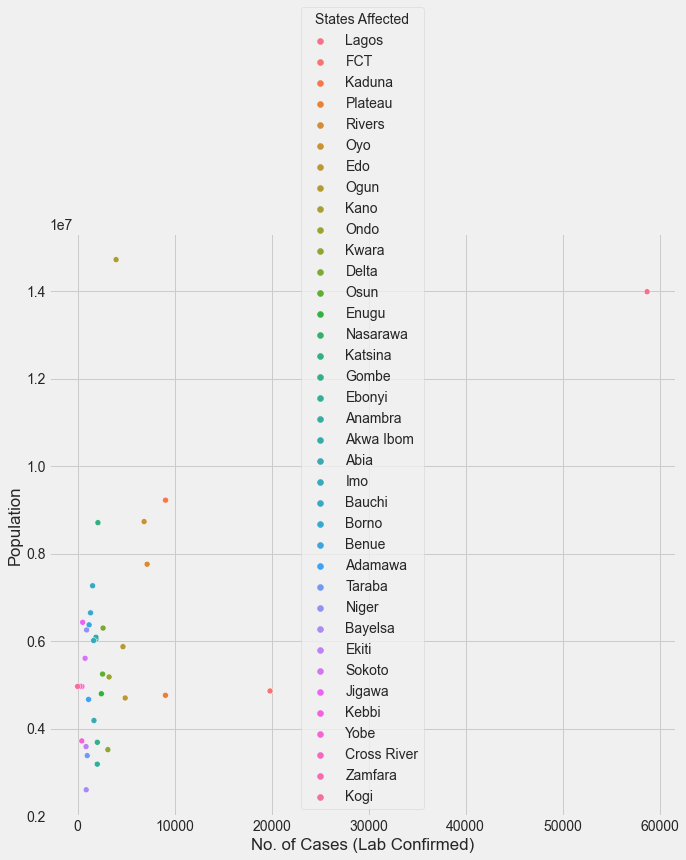 States Affected
Lagos
FCT
Kaduna
Plateau
Rivers
Oyo
Edo
Ogun
Kano
Ondo
Kwara
Delta
Osun
Enugu
Nasarawa
Katsina
Gombe
Ebonyi
Anambra
Akwa Ibom
Abia
Imo
Bauchi
Borno
Benue
Adamawa
Taraba
Niger
Bayelsa
Ekiti
Sokoto
Jigawa
Kebbi
Yobe
Cross River
Zamfara
Kogi
1e7
1.4
1.2
1.0
0.8
0.6
0.4
0.2
Population
0 10000 20000 30000 40000 50000 60000
No. of Cases (Lab Confirmed)